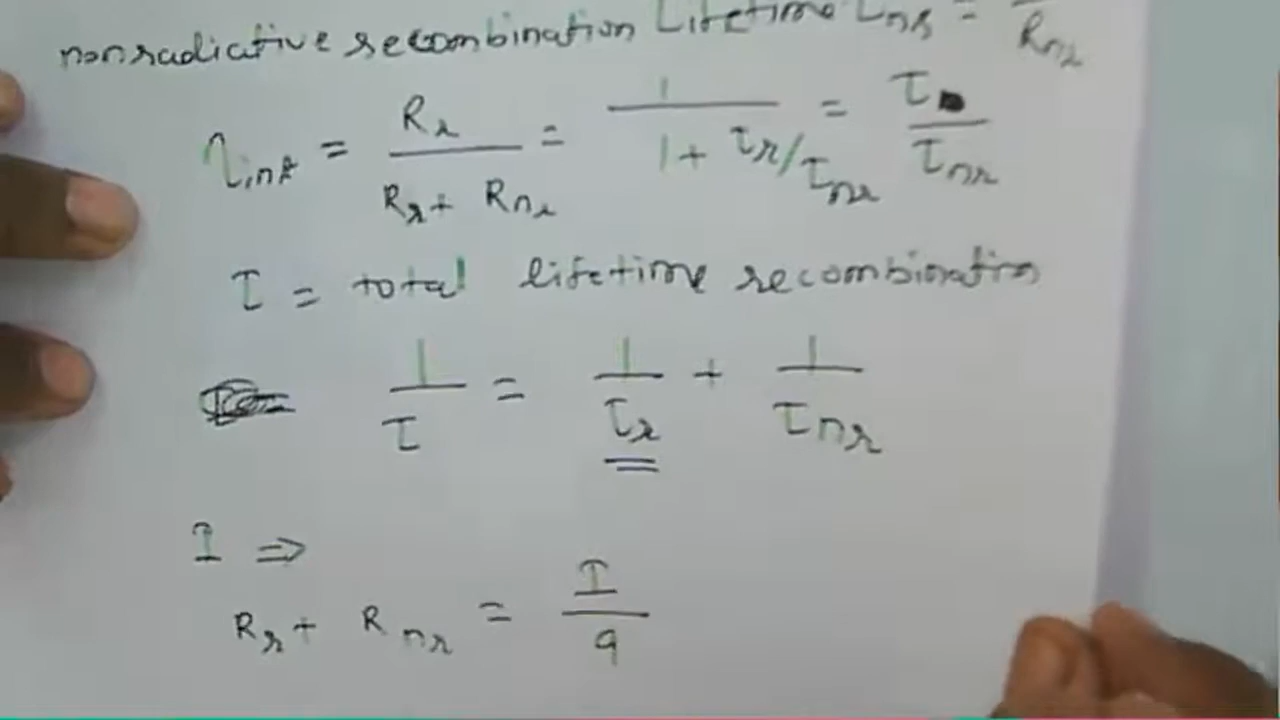 nonradiative recombination Lifetime τnr = / Rnr
ηint = Rr / Rr + Rnr = 1 / 1 + τr/τnr = τ / τnr
τ = total lifetime recombination
1/τ = 1/τr + 1/τnr
I ⇒
Rr + Rnr = I/q